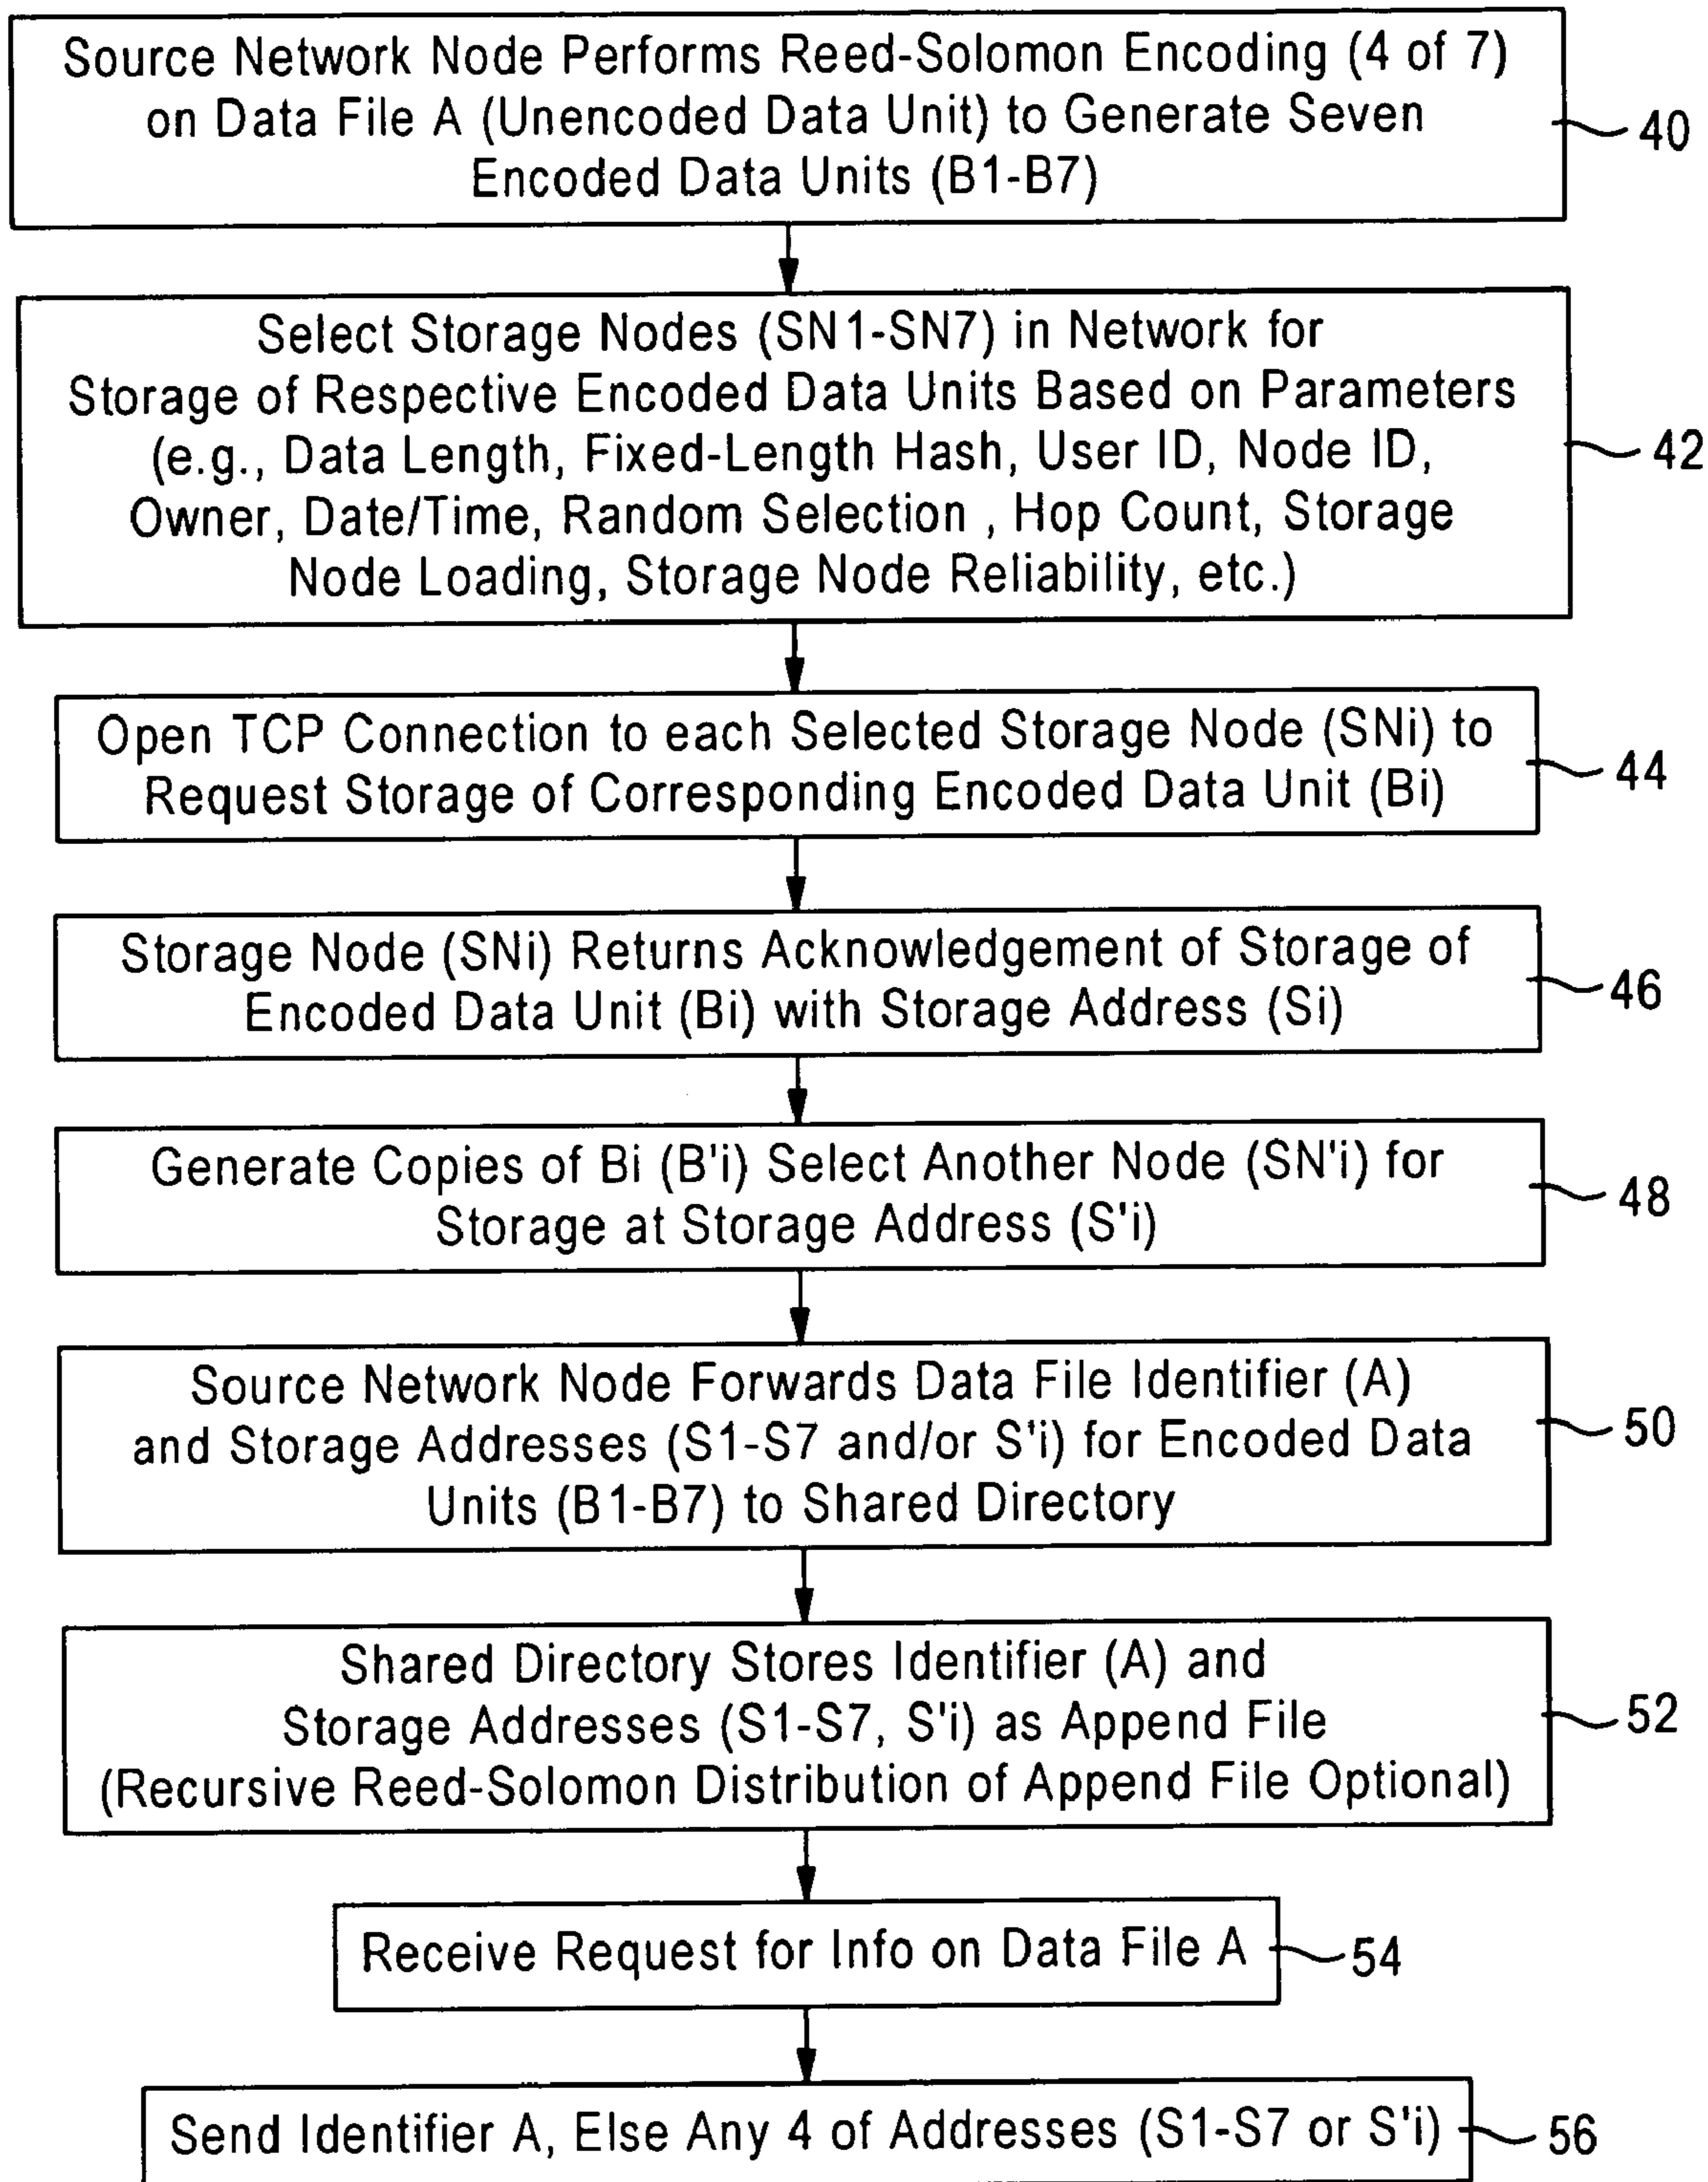 Source Network Node Performs Reed-Solomon Encoding (4 of 7)
on Data File A (Unencoded Data Unit) to Generate Seven
Encoded Data Units (B1-B7)
40
Select Storage Nodes (SN1-SN7) in Network for
Storage of Respective Encoded Data Units Based on Parameters
(e.g., Data Length, Fixed-Length Hash, User ID, Node ID,
Owner, Date/Time, Random Selection , Hop Count, Storage
Node Loading, Storage Node Reliability, etc.)
42
Open TCP Connection to each Selected Storage Node (SNi) to
Request Storage of Corresponding Encoded Data Unit (Bi)
44
Storage Node (SNi) Returns Acknowledgement of Storage of
Encoded Data Unit (Bi) with Storage Address (Si)
46
Generate Copies of Bi (B'i) Select Another Node (SN'i) for
Storage at Storage Address (S'i)
48
Source Network Node Forwards Data File Identifier (A)
and Storage Addresses (S1-S7 and/or S'i) for Encoded Data
Units (B1-B7) to Shared Directory
50
Shared Directory Stores Identifier (A) and
Storage Addresses (S1-S7, S'i) as Append File
(Recursive Reed-Solomon Distribution of Append File Optional)
52
Receive Request for Info on Data File A
54
Send Identifier A, Else Any 4 of Addresses (S1-S7 or S'i)
56